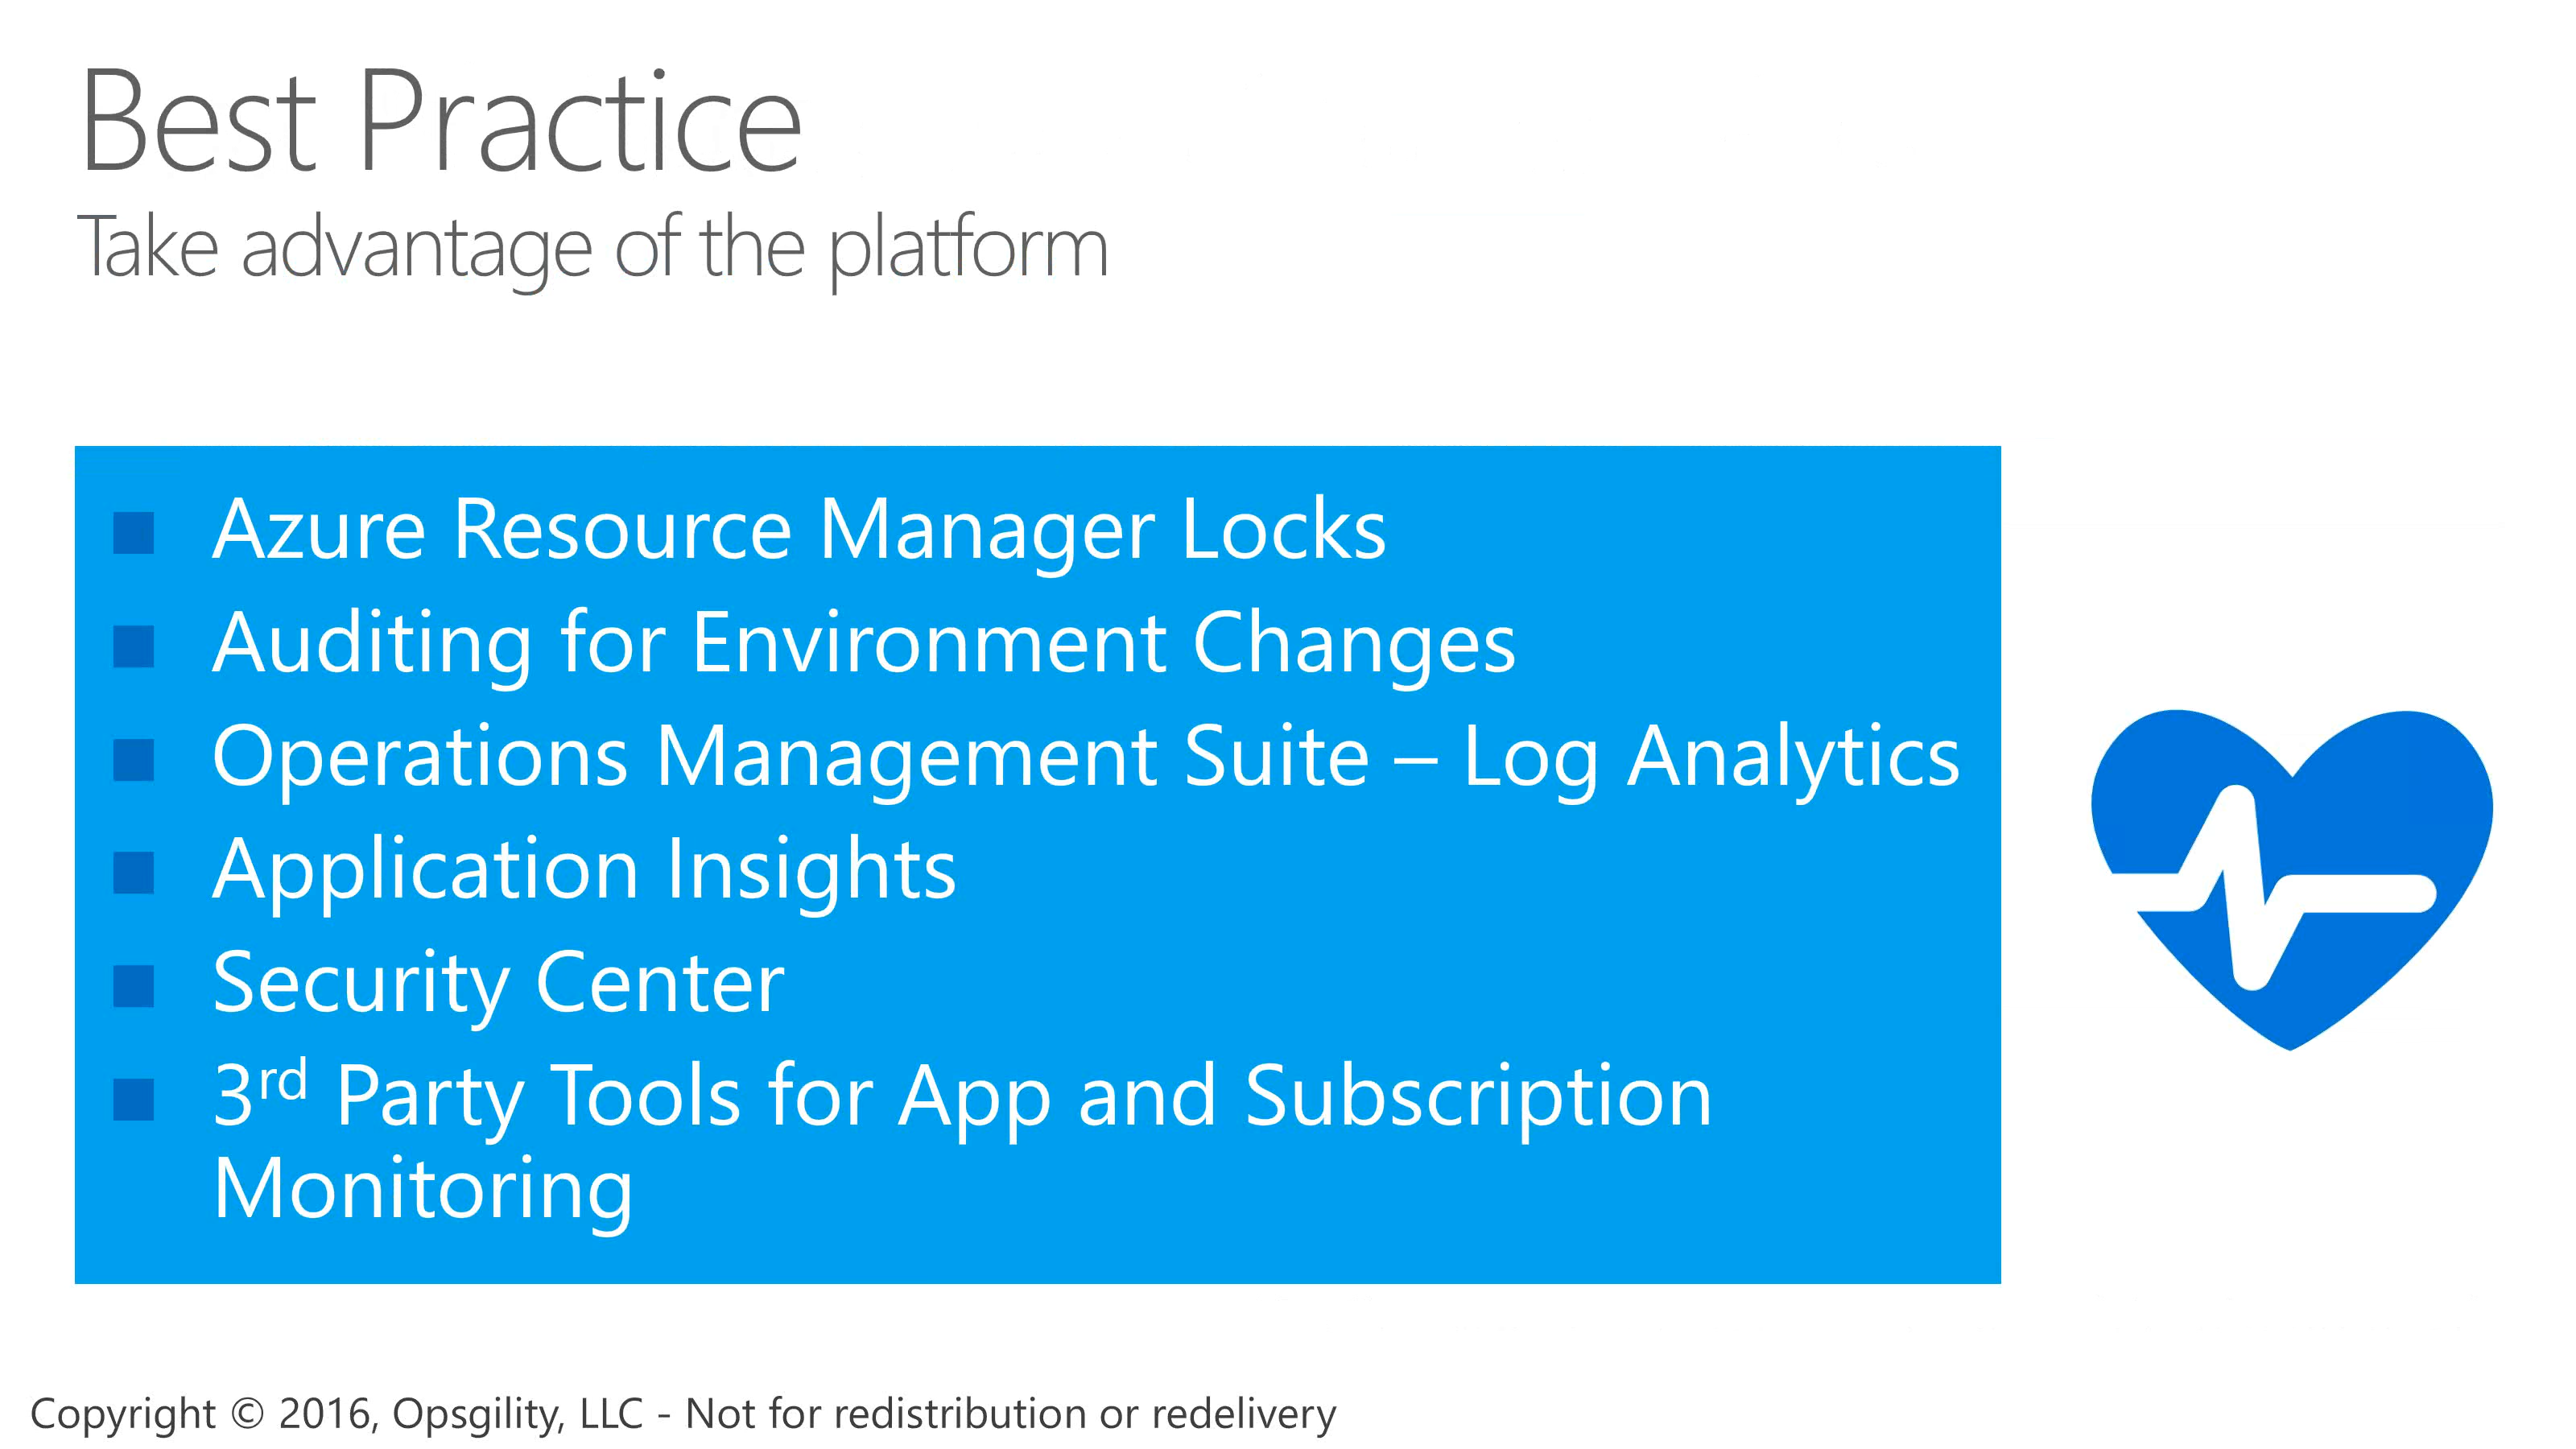 Best Practice
Take advantage of the platform
Azure Resource Manager Locks
Auditing for Environment Changes
Operations Management Suite – Log Analytics
Application Insights
Security Center
3rd Party Tools for App and Subscription
Monitoring
Copyright © 2016, Opsgility, LLC - Not for redistribution or redelivery